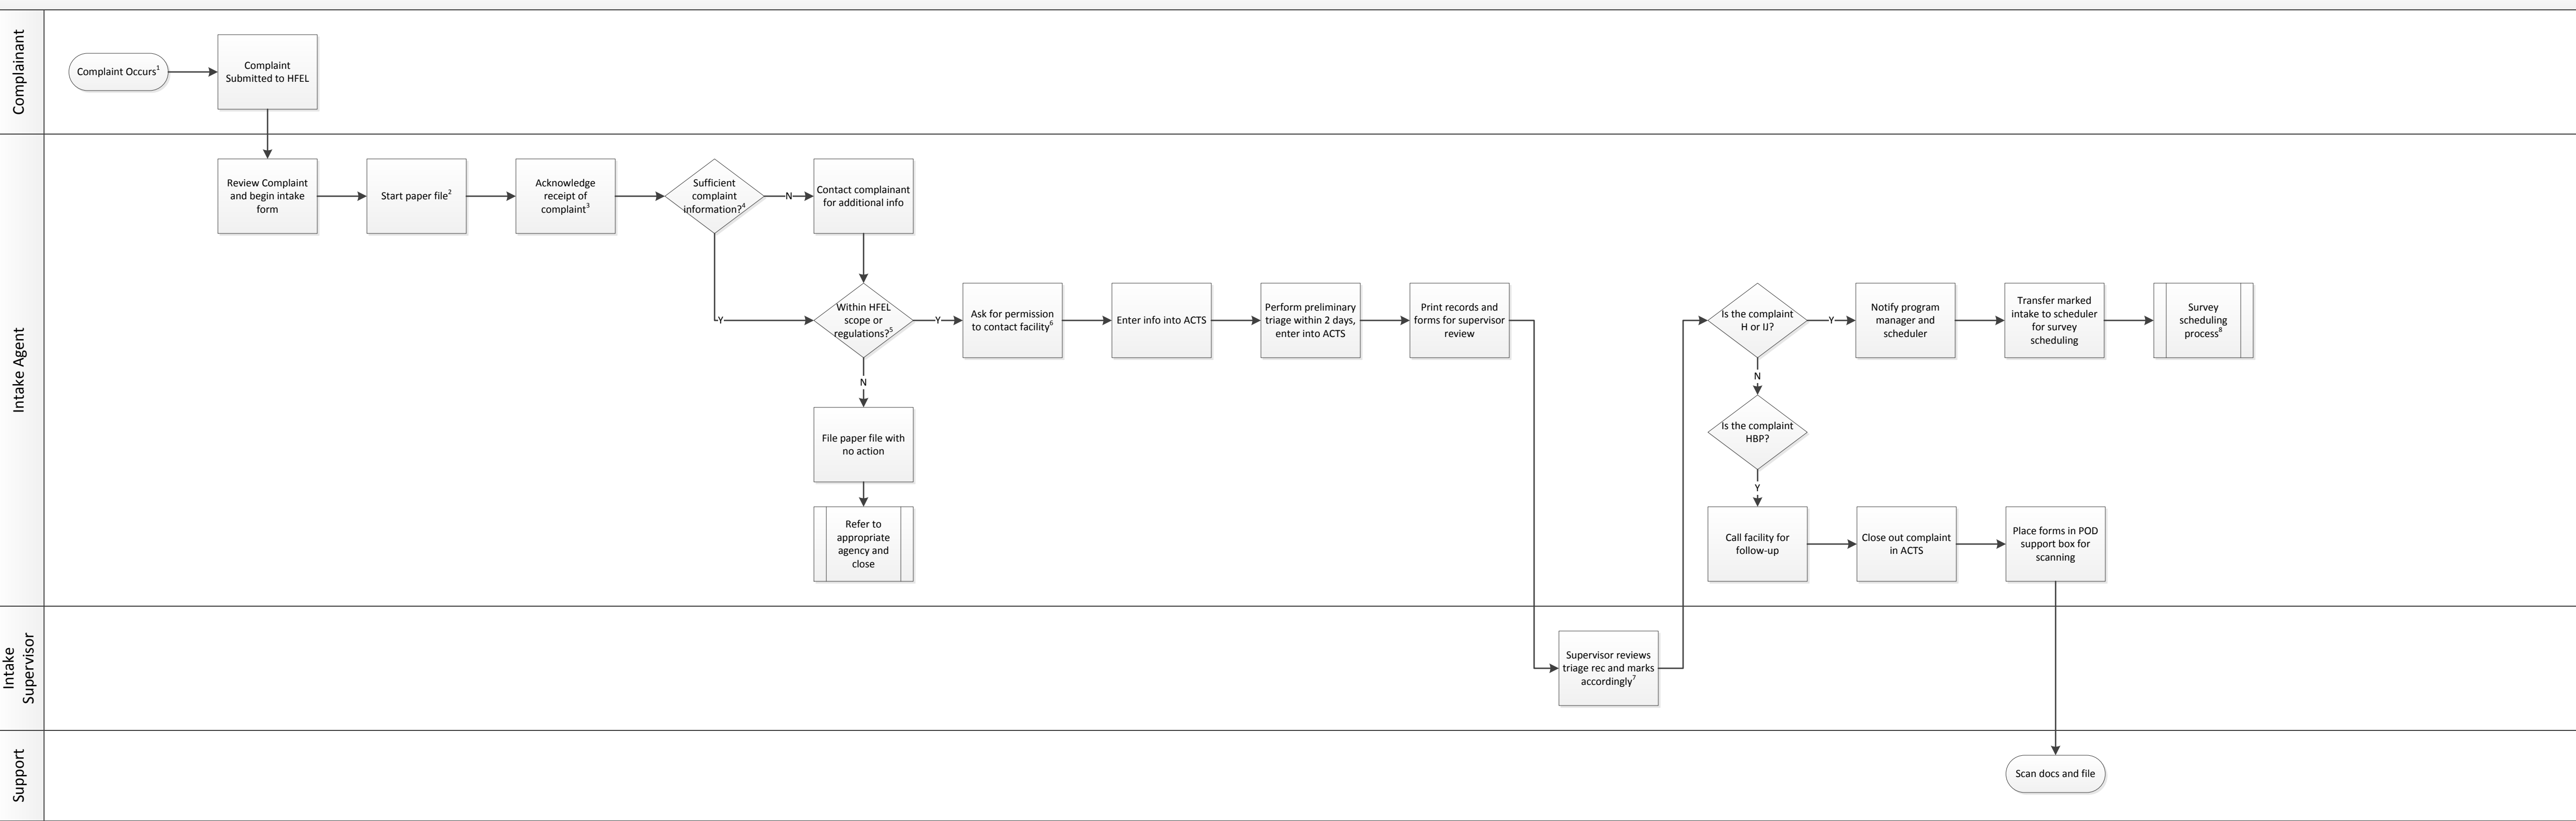 Complainant
Complaint Occurs¹
Complaint
Submitted to HFEL
Intake Agent
Review Complaint
and begin intake
form
Start paper file²
Acknowledge
receipt of
complaint³
Sufficient
complaint
information?⁴
N
Contact complainant
for additional info
Y
Within HFEL
scope or
regulations?⁵
Y
Ask for permission
to contact facility⁶
Enter info into ACTS
Perform preliminary
triage within 2 days,
enter into ACTS
Print records and
forms for supervisor
review
N
File paper file with
no action
Refer to
appropriate
agency and
close
Is the complaint
H or IJ?
Y
Notify program
manager and
scheduler
Transfer marked
intake to scheduler
for survey
scheduling
Survey
scheduling
process⁸
N
Is the complaint
HBP?
Y
Call facility for
follow-up
Close out complaint
in ACTS
Place forms in POD
support box for
scanning
Intake
Supervisor
Supervisor reviews
triage rec and marks
accordingly⁷
Support
Scan docs and file